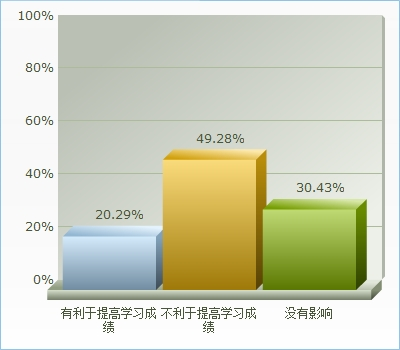 100%
80%
60%
40%
20%
0%
49.28%
30.43%
20.29%
有利于提高学习成
绩
不利于提高学习成
绩
没有影响